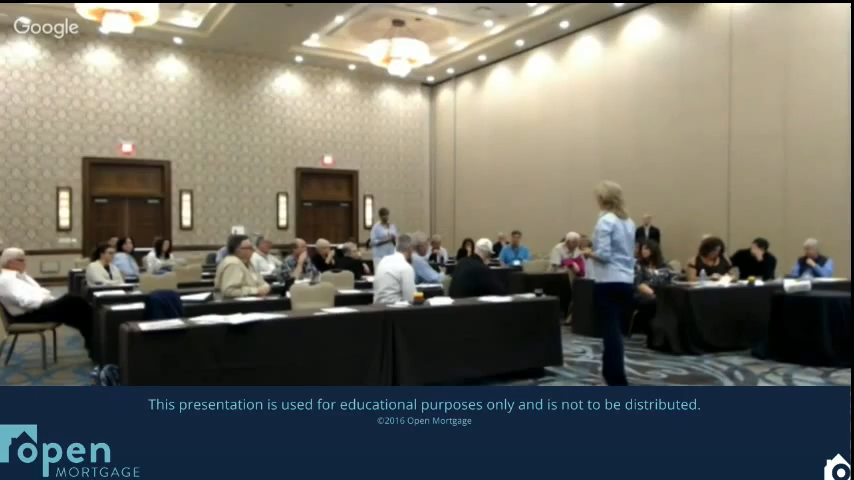 Google
This presentation is used for educational purposes only and is not to be distributed.
©2016 Open Mortgage
open
MORTGAGE